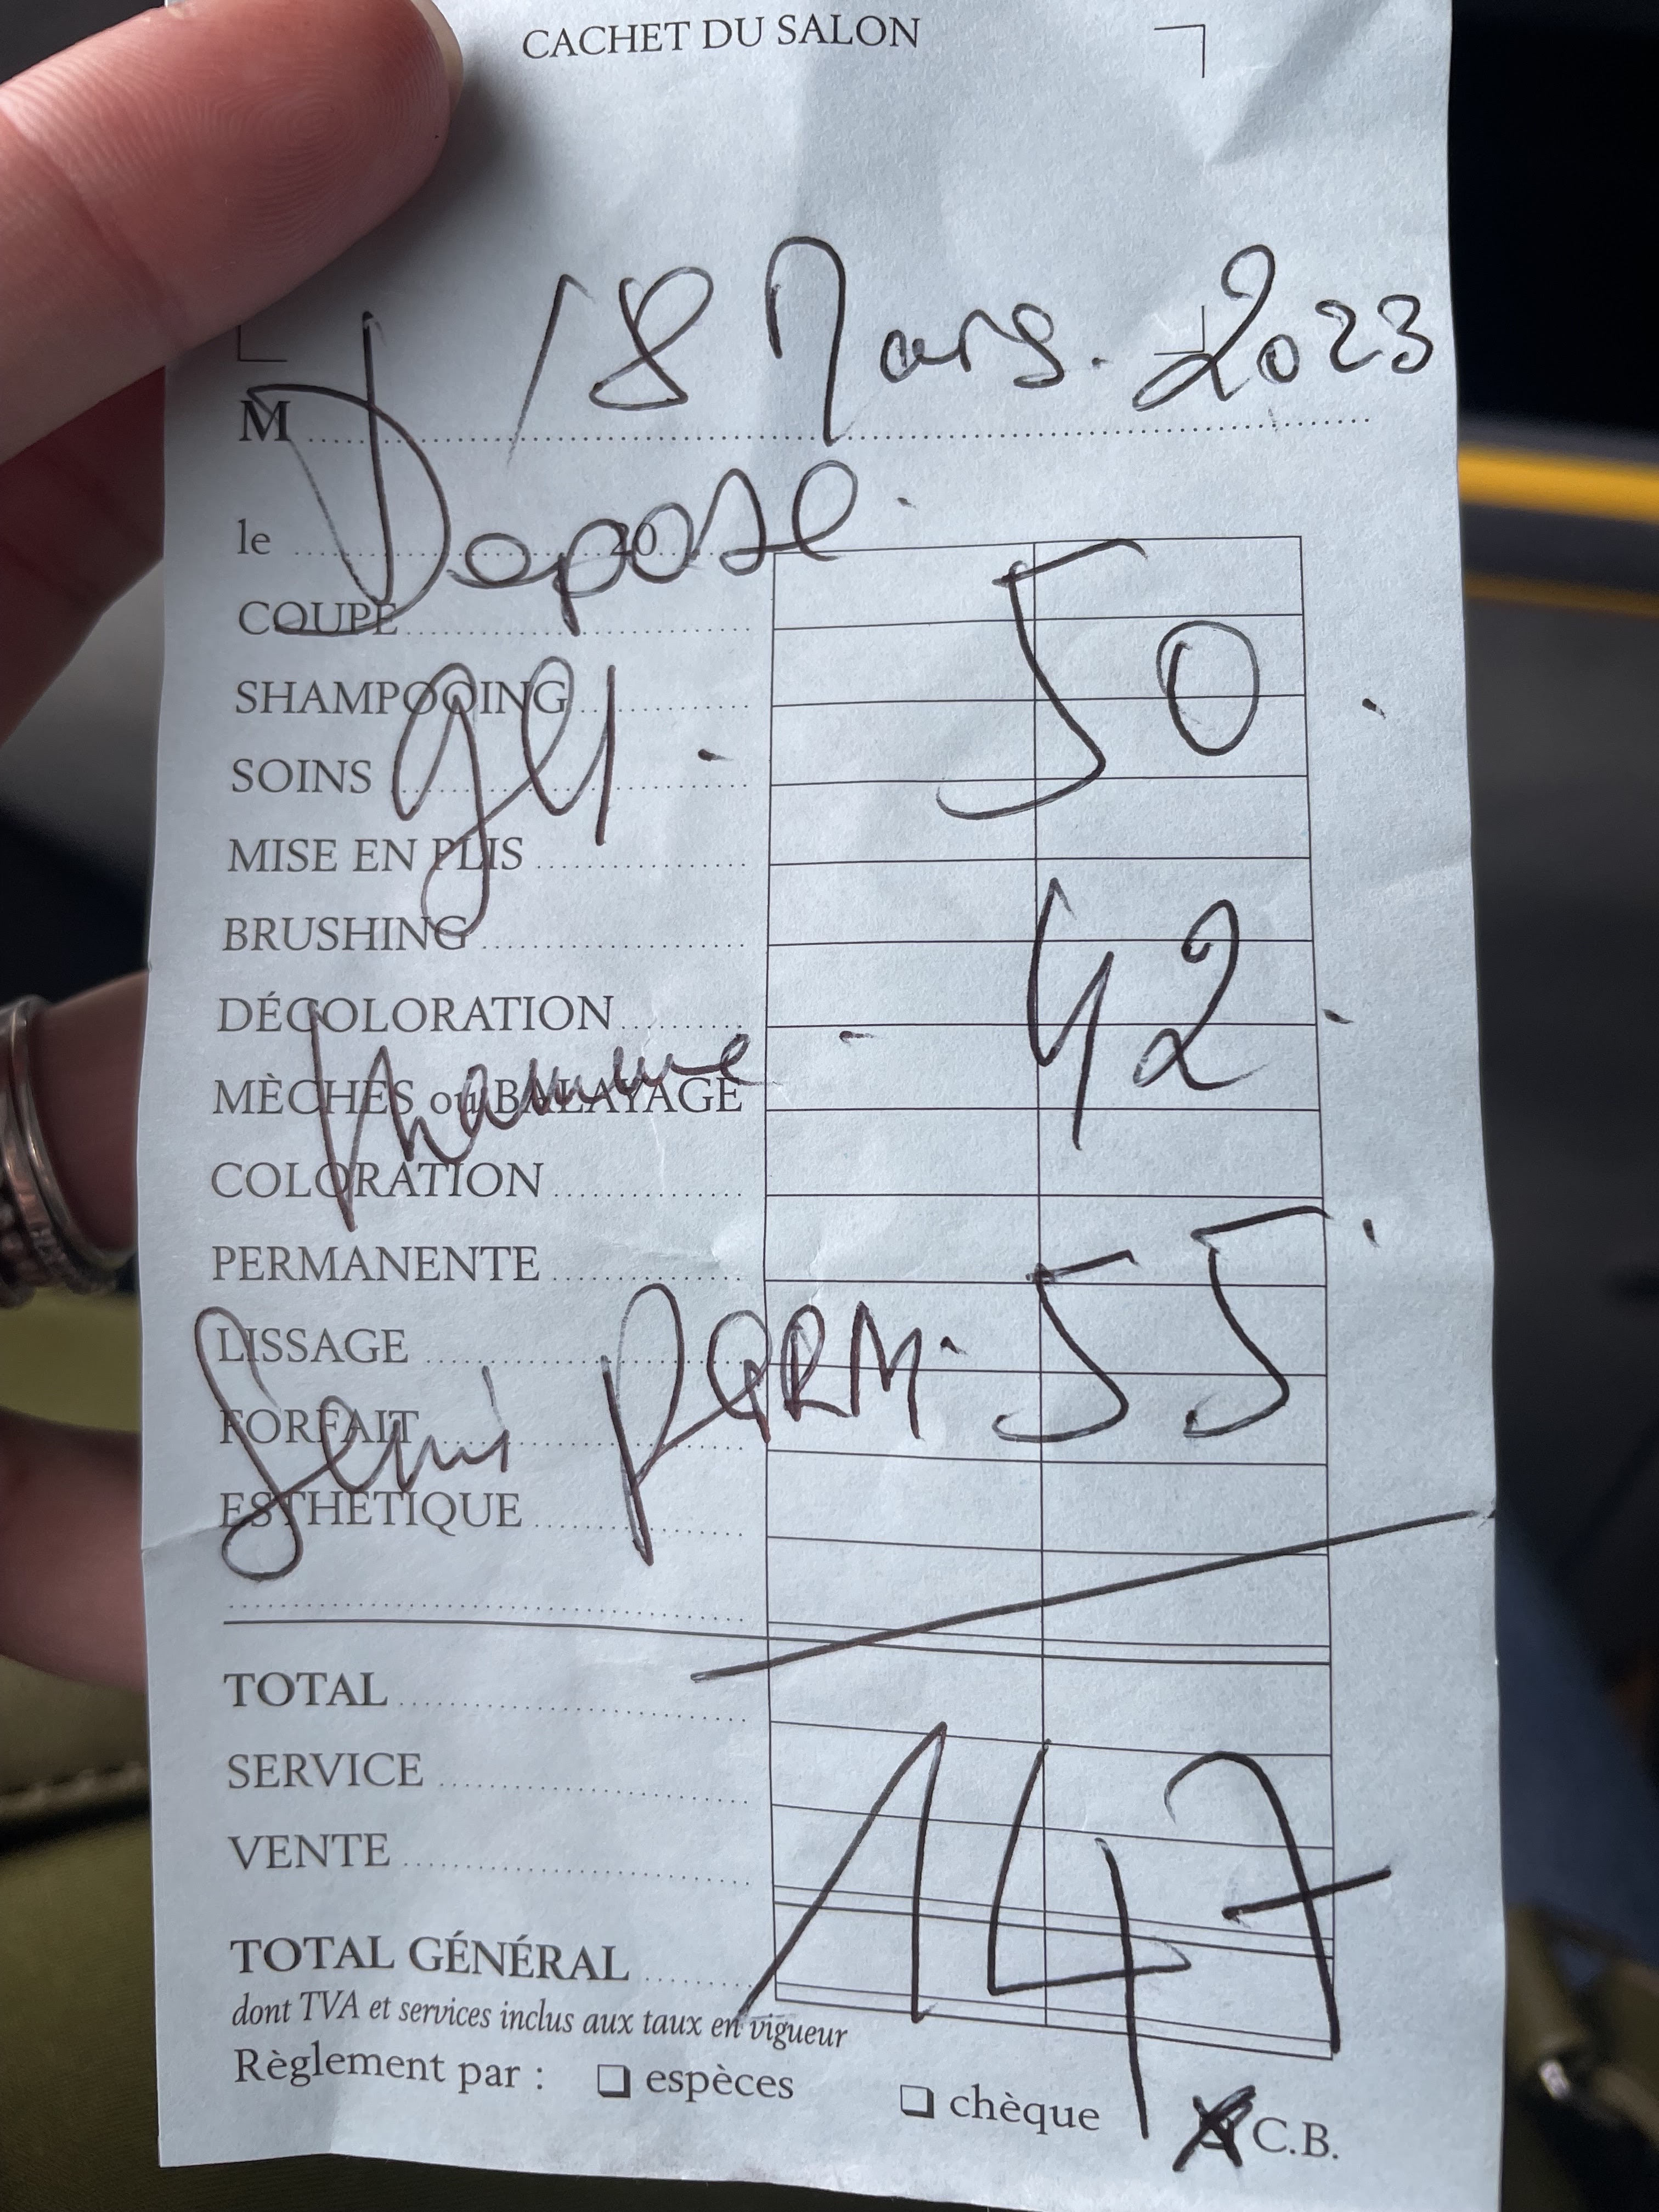 CACHET DU SALON
18 Mars. 2023
M
Depose.
le 20
COUPE
SHAMPOOING
gel - 50.
SOINS
MISE EN PLIS
BRUSHING
DÉCOLORATION
Manucure - 42.
MÈCHES ou BALAYAGE
COLORATION
PERMANENTE
LISSAGE
Semi PERM. 55.
FORFAIT
ESTHÉTIQUE
TOTAL
SERVICE
VENTE
147
TOTAL GÉNÉRAL
dont TVA et services inclus aux taux en vigueur
Règlement par : ❏ espèces ❏ chèque ❏ C.B.